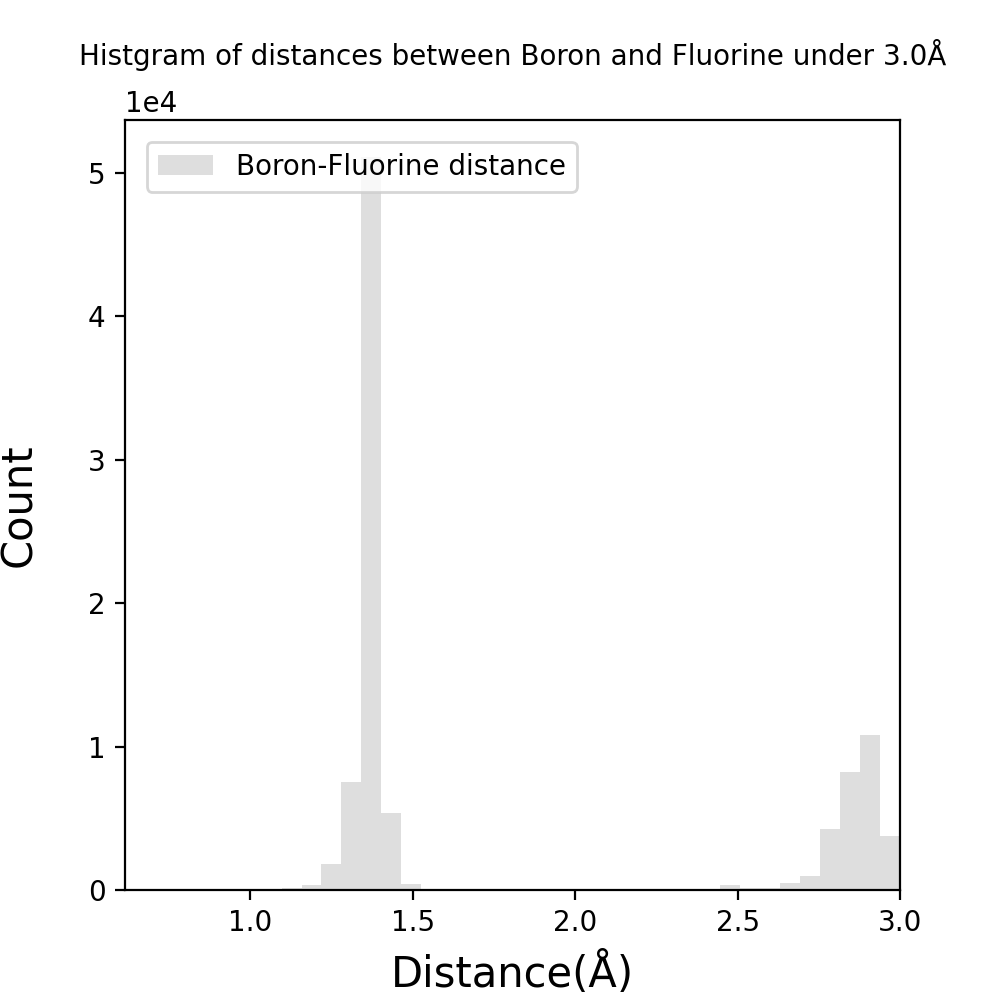 Histgram of distances between Boron and Fluorine under 3.0Å
1e4
Boron-Fluorine distance
5
4
3
2
1
0
Count
1.0 1.5 2.0 2.5 3.0
Distance(Å)